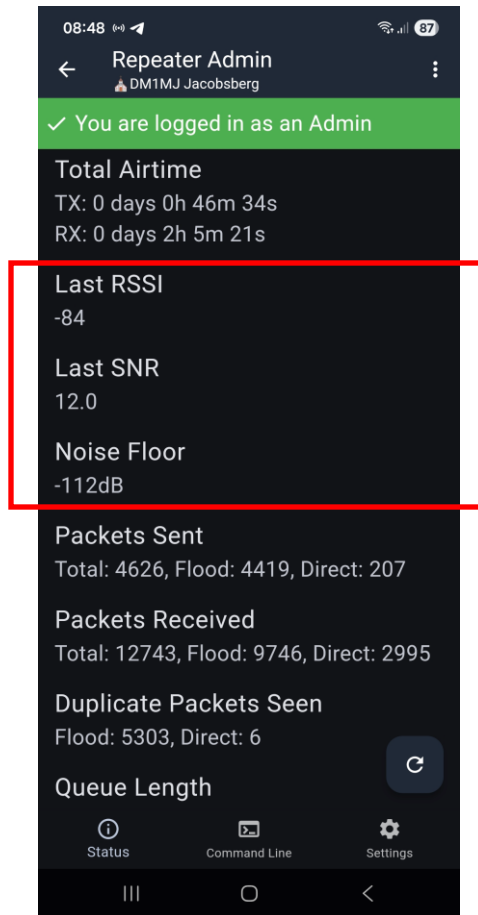 08:48
87
Repeater Admin
DM1MJ Jacobsberg
You are logged in as an Admin
Total Airtime
TX: 0 days 0h 46m 34s
RX: 0 days 2h 5m 21s
Last RSSI
-84
Last SNR
12.0
Noise Floor
-112dB
Packets Sent
Total: 4626, Flood: 4419, Direct: 207
Packets Received
Total: 12743, Flood: 9746, Direct: 2995
Duplicate Packets Seen
Flood: 5303, Direct: 6
Queue Length
Status
Command Line
Settings